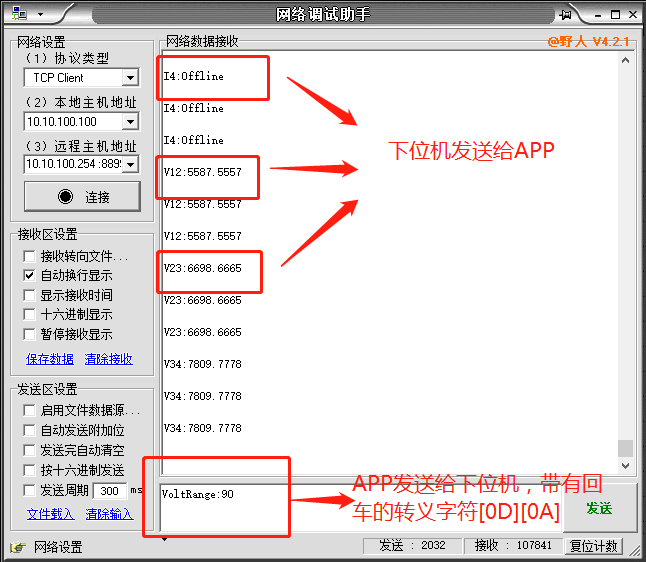 网络调试助手
网络设置
(1) 协议类型
TCP Client
(2) 本地主机地址
10.10.100.100
(3) 远程主机地址
10.10.100.254 :889
连接
接收区设置
接收转向文件...
自动换行显示
显示接收时间
十六进制显示
暂停接收显示
保存数据 清除接收
发送区设置
启用文件数据源...
自动发送附加位
发送完自动清空
按十六进制发送
发送周期 300 ms
文件载入 清除输入
网络数据接收
@野人 V4.2.1
I4:Offline
I4:Offline
I4:Offline
V12:5587.5557
V12:5587.5557
V12:5587.5557
V23:6698.6665
V23:6698.6665
V23:6698.6665
V34:7809.7778
V34:7809.7778
V34:7809.7778
下位机发送给APP
VoltRange:90
APP发送给下位机，带有回
车的转义字符[0D][0A]
发送
网络设置
发送 : 2032
接收 : 107841
复位计数